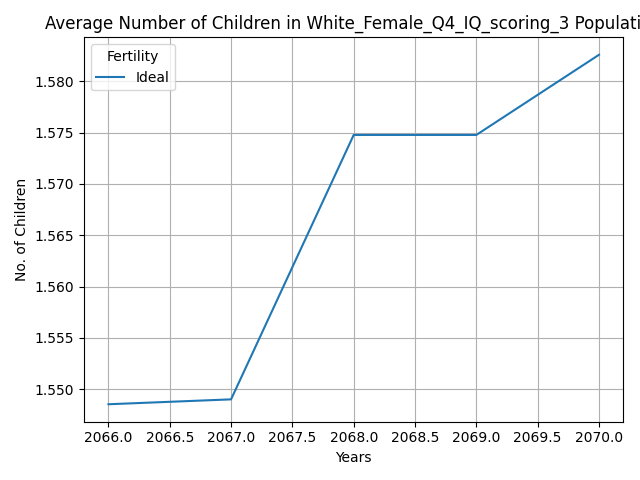 Average Number of Children in White_Female_Q4_IQ_scoring_3 Populati
Fertility
Ideal
1.580
1.575
1.570
1.565
1.560
1.555
1.550
No. of Children
2066.0 2066.5 2067.0 2067.5 2068.0 2068.5 2069.0 2069.5 2070.0
Years